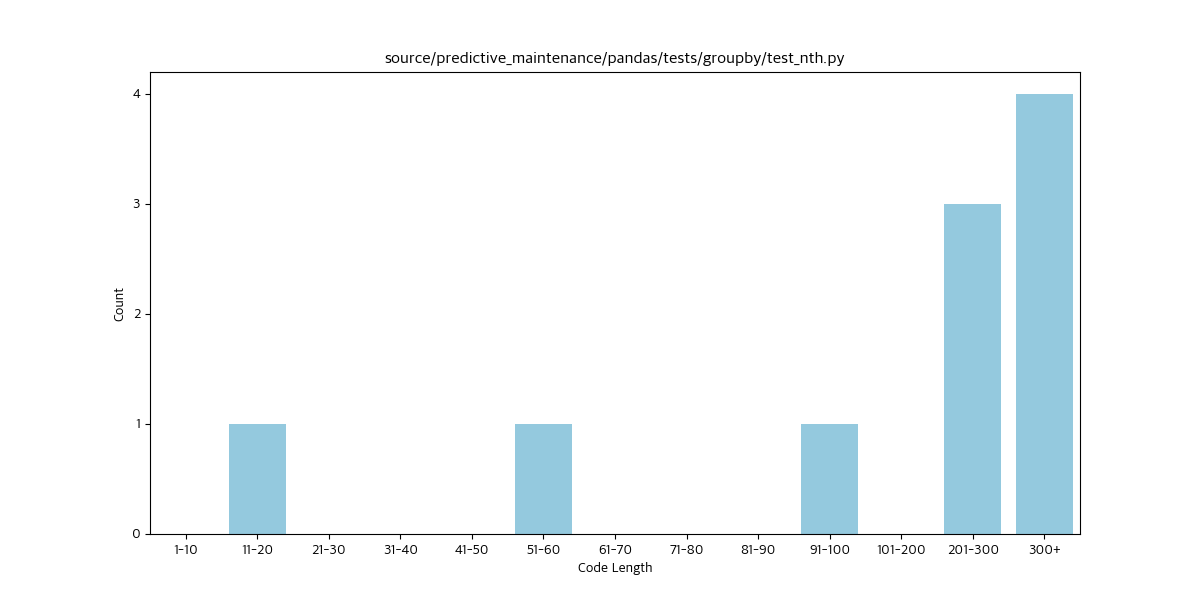 source/predictive_maintenance/pandas/tests/groupby/test_nth.py
4
3
2
1
0
Count
1-10 11-20 21-30 31-40 41-50 51-60 61-70 71-80 81-90 91-100 101-200 201-300 300+
Code Length